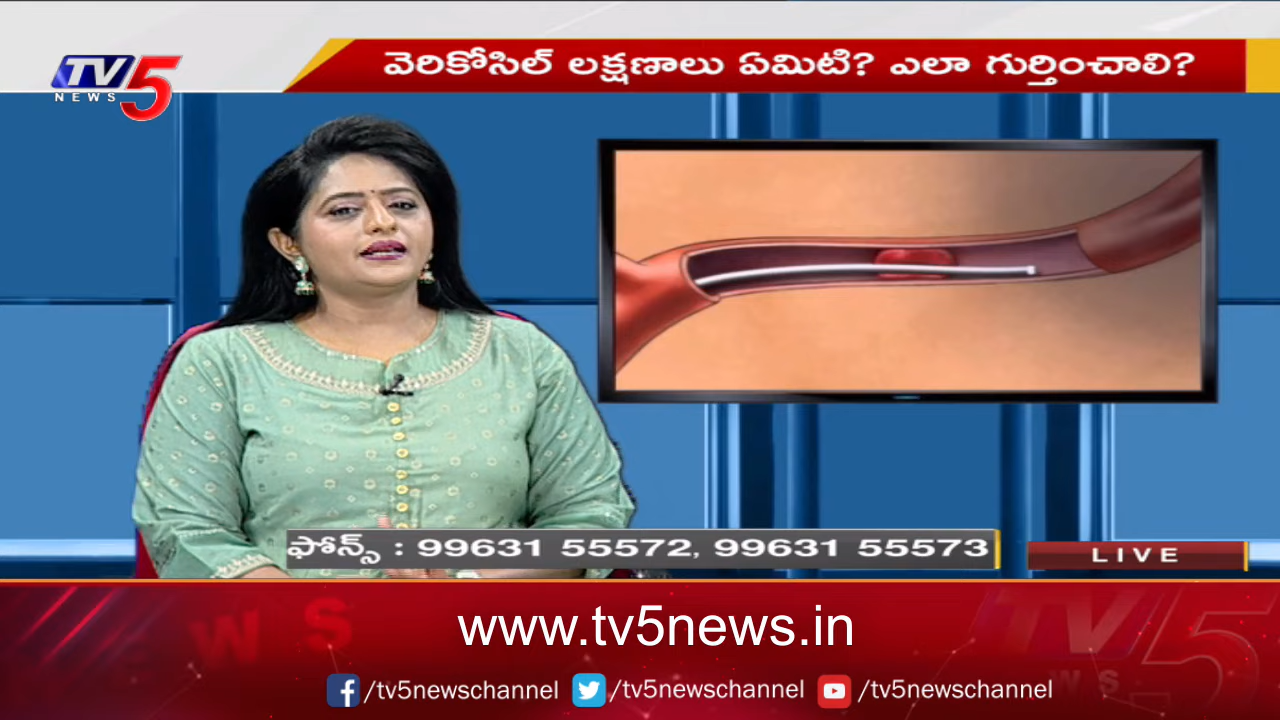 వెరికోసిల్ లక్షణాలు ఏమిటి? ఎలా గుర్తించాలి?
TV5
NEWS
ఫోన్స్ : 99631 55572, 99631 55573
LIVE
www.tv5news.in
/tv5newschannel /tv5newschannel /tv5newschannel